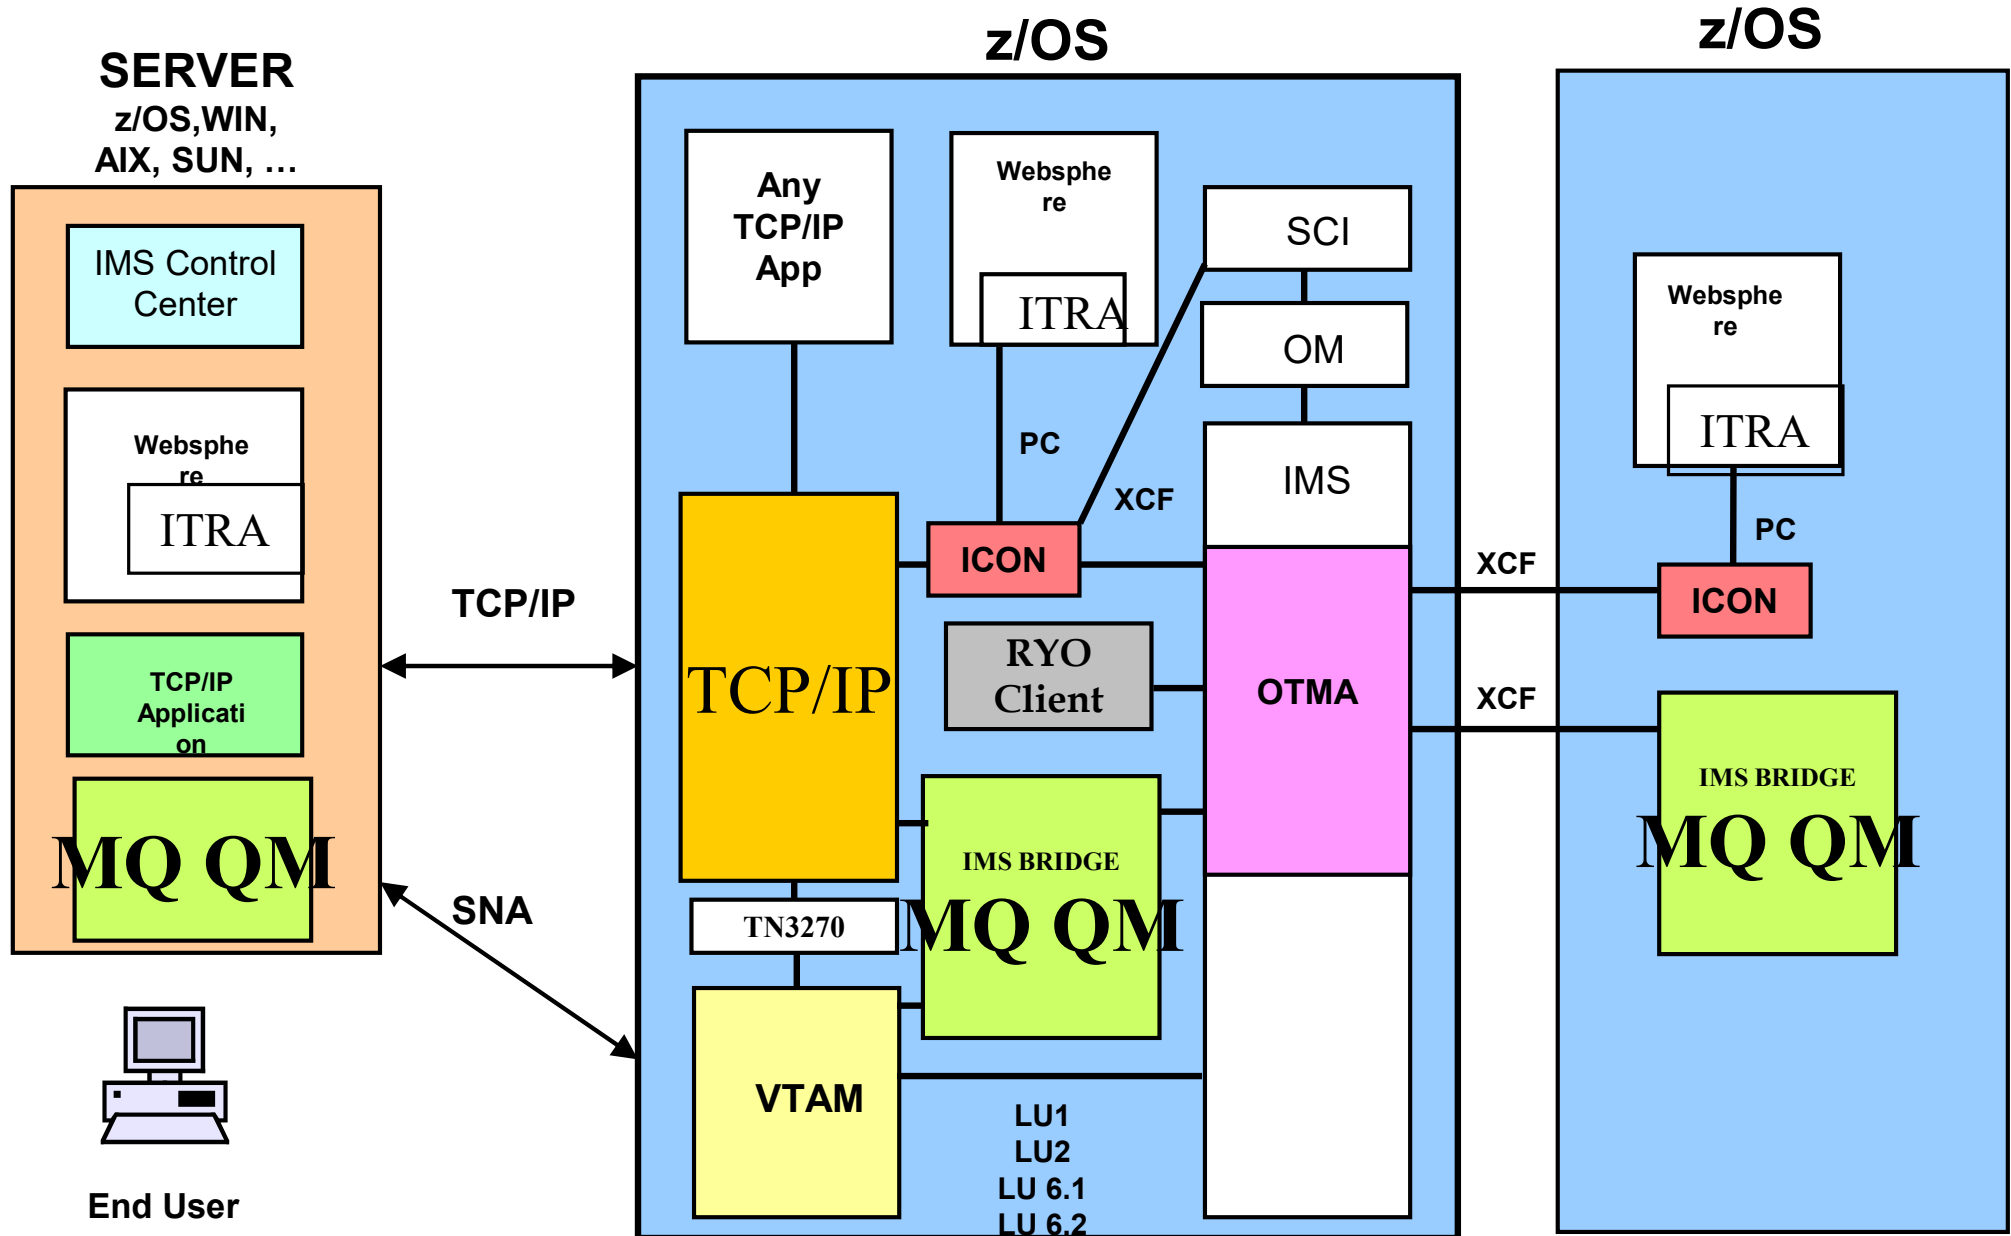 SERVER
z/OS,WIN,
AIX, SUN, …
IMS Control
Center
Websphe
re
ITRA
TCP/IP
Applicati
on
MQ QM
End User
TCP/IP
SNA
z/OS
Any
TCP/IP
App
Websphe
re
ITRA
SCI
OM
IMS
PC
XCF
ICON
TCP/IP
RYO
Client
OTMA
IMS BRIDGE
MQ QM
TN3270
VTAM
LU1
LU2
LU 6.1
LU 6.2
XCF
XCF
z/OS
Websphe
re
ITRA
PC
ICON
IMS BRIDGE
MQ QM